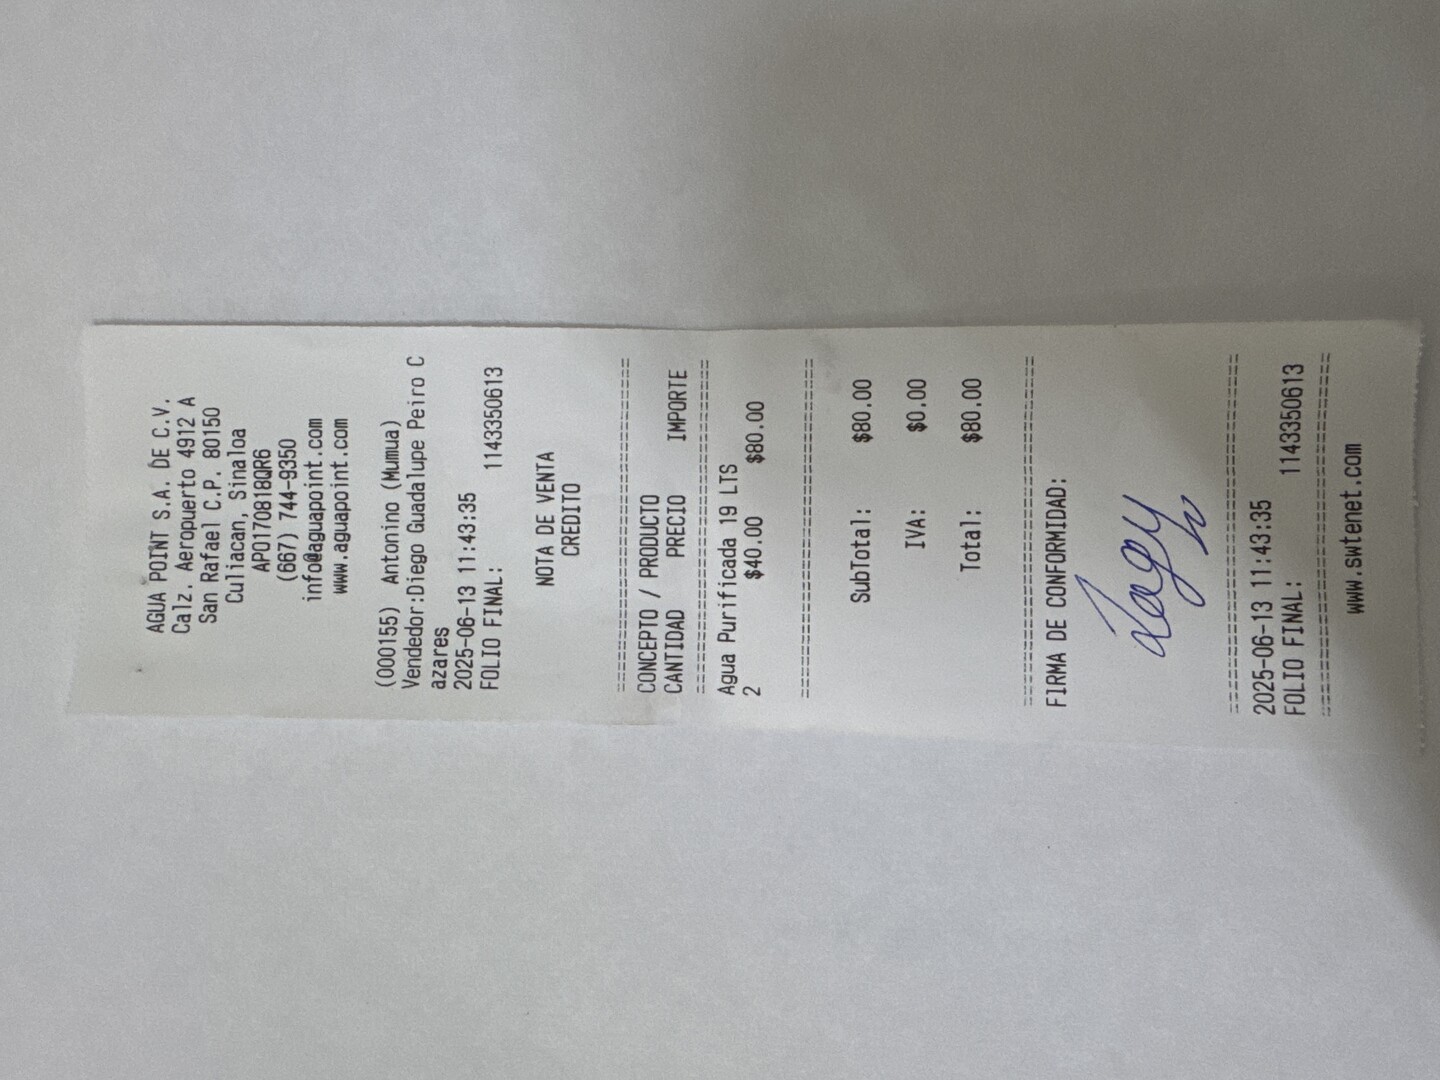 AGUA POINT S.A. DE C.V.
Calz. Aeropuerto 4912 A
San Rafael C.P. 80150
Culiacan, Sinaloa
APO170818QR6
(667) 744-9350
info@aguapoint.com
www.aguapoint.com
(000155) Antonino (Mumua)
Vendedor:Diego Guadalupe Peiro C
azares
2025-06-13 11:43:35
FOLIO FINAL: 1143350613
NOTA DE VENTA
CREDITO
================================
CONCEPTO / PRODUCTO
CANTIDAD PRECIO IMPORTE
================================
Agua Purificada 19 LTS
2 $40.00 $80.00
================================
SubTotal: $80.00
IVA: $0.00
Total: $80.00
================================
FIRMA DE CONFORMIDAD:
================================
2025-06-13 11:43:35
FOLIO FINAL: 1143350613
================================
www.swtenet.com